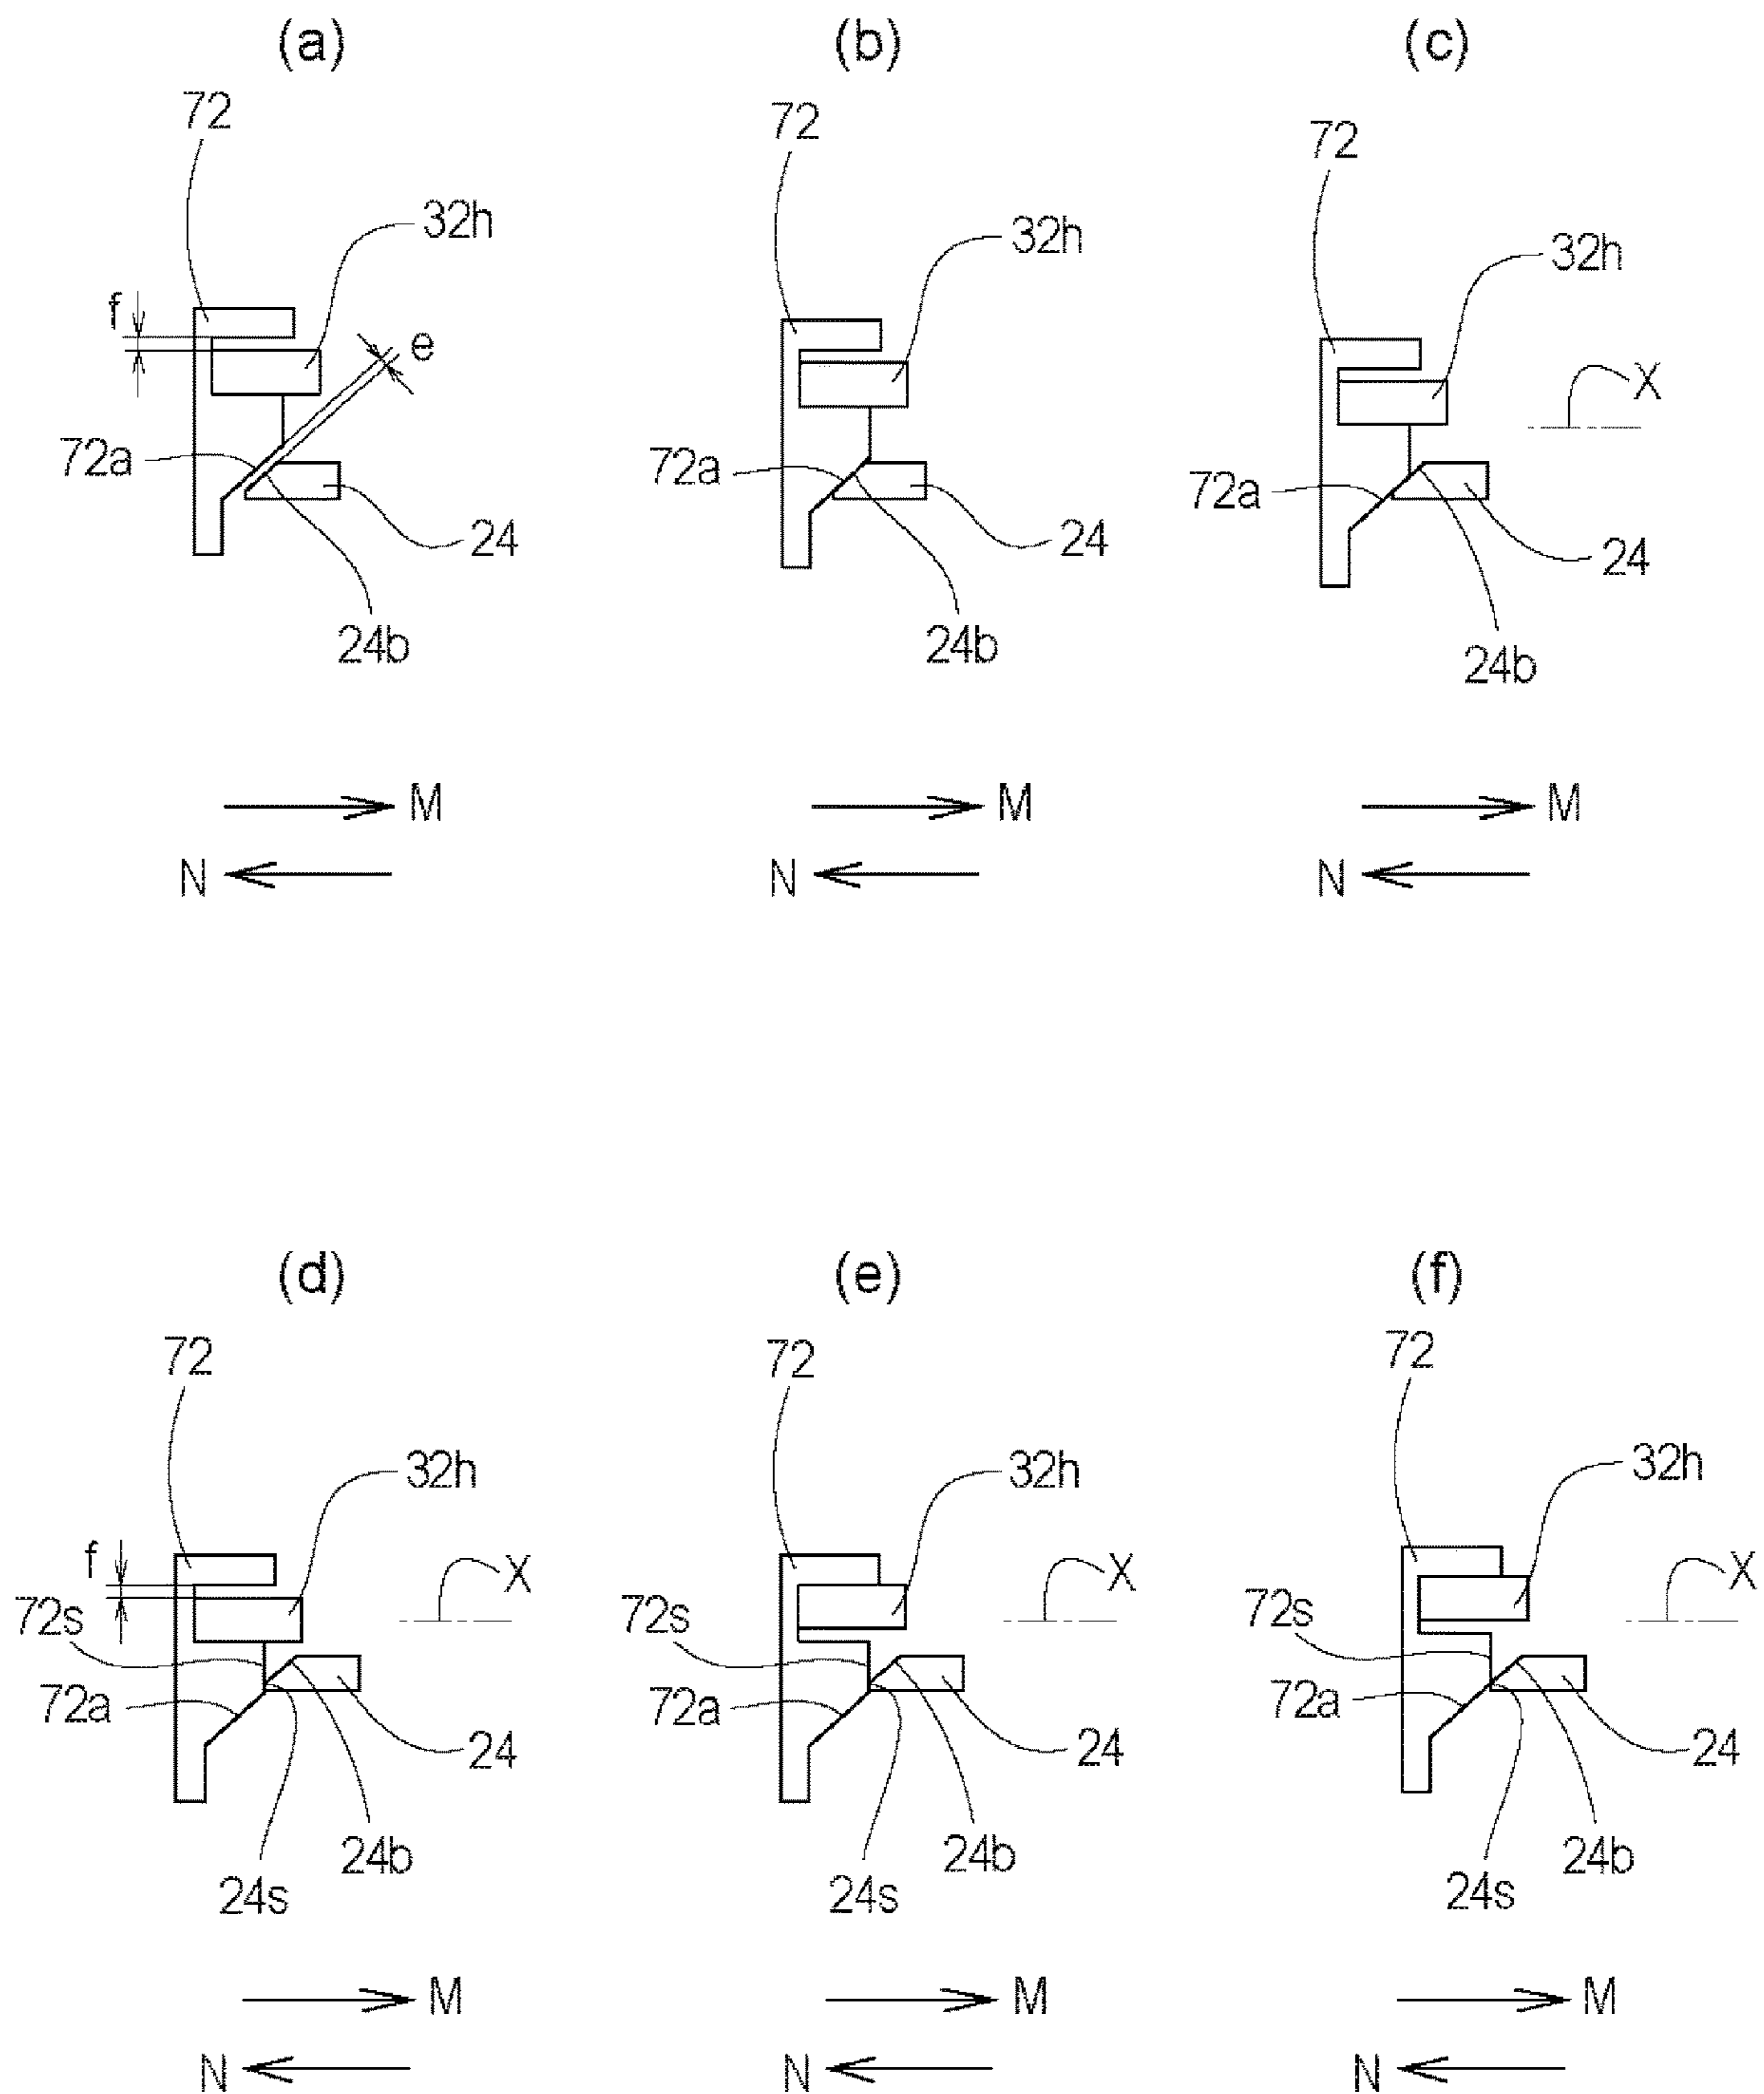 (a) (b) (c)
72 72 72
32h 32h 32h
f e X
72a 72a 72a
24 24 24
24b 24b 24b
M M M
N N N
(d) (e) (f)
72 72 72
32h 32h 32h
f X X X
72s 72s 72s
72a 72a 72a
24 24 24
24b 24b 24b
24s 24s 24s
M M M
N N N